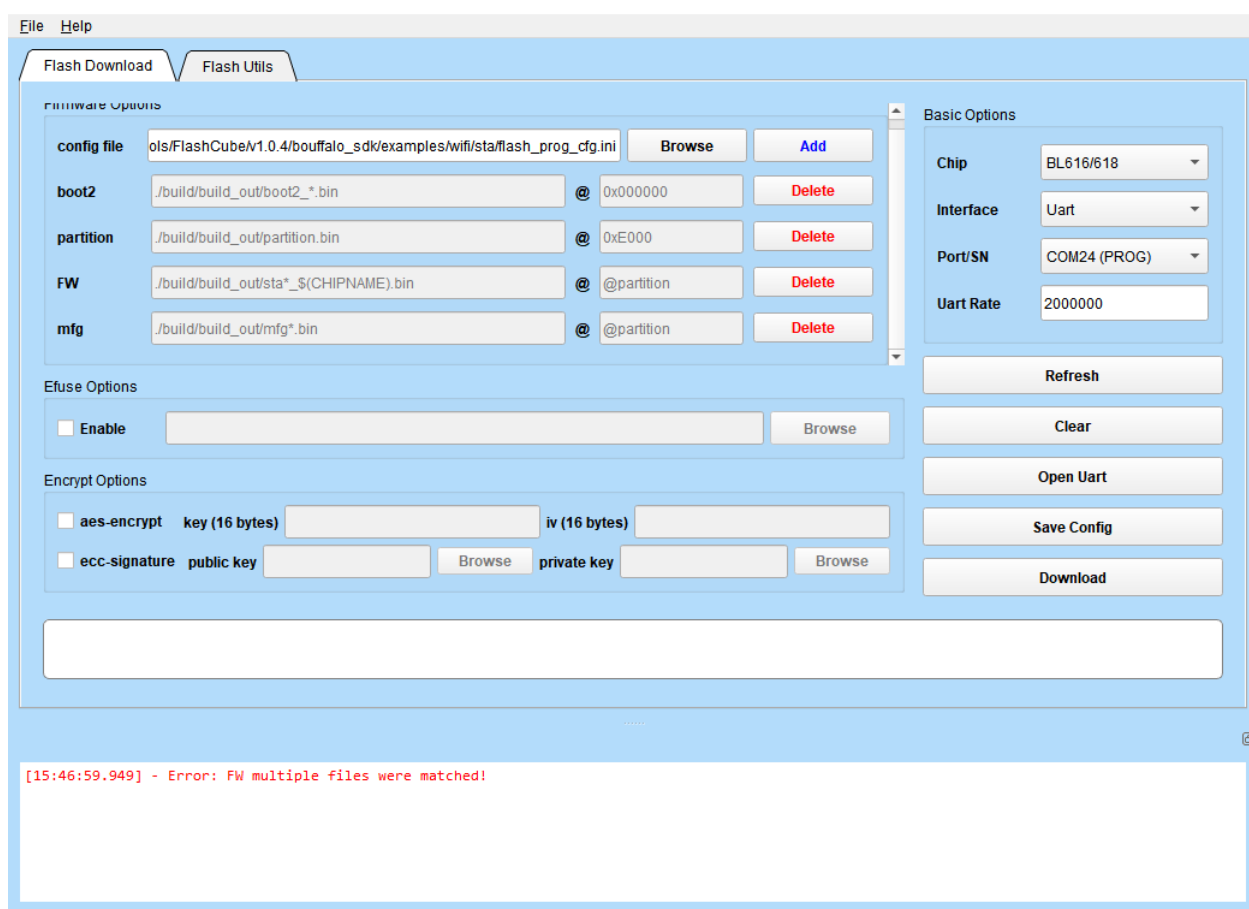 File Help
Flash Download Flash Utils
Firmware Options
config file ols/FlashCube/v1.0.4/bouffalo_sdk/examples/wifi/sta/flash_prog_cfg.ini Browse Add
boot2 ./build/build_out/boot2_*.bin @ 0x000000 Delete
partition ./build/build_out/partition.bin @ 0xE000 Delete
FW ./build/build_out/sta*_$(CHIPNAME).bin @ @partition Delete
mfg ./build/build_out/mfg*.bin @ @partition Delete
Efuse Options
Enable Browse
Encrypt Options
aes-encrypt key (16 bytes) iv (16 bytes)
ecc-signature public key Browse private key Browse
Basic Options
Chip BL616/618
Interface Uart
Port/SN COM24 (PROG)
Uart Rate 2000000
Refresh
Clear
Open Uart
Save Config
Download
[15:46:59.949] - Error: FW multiple files were matched!